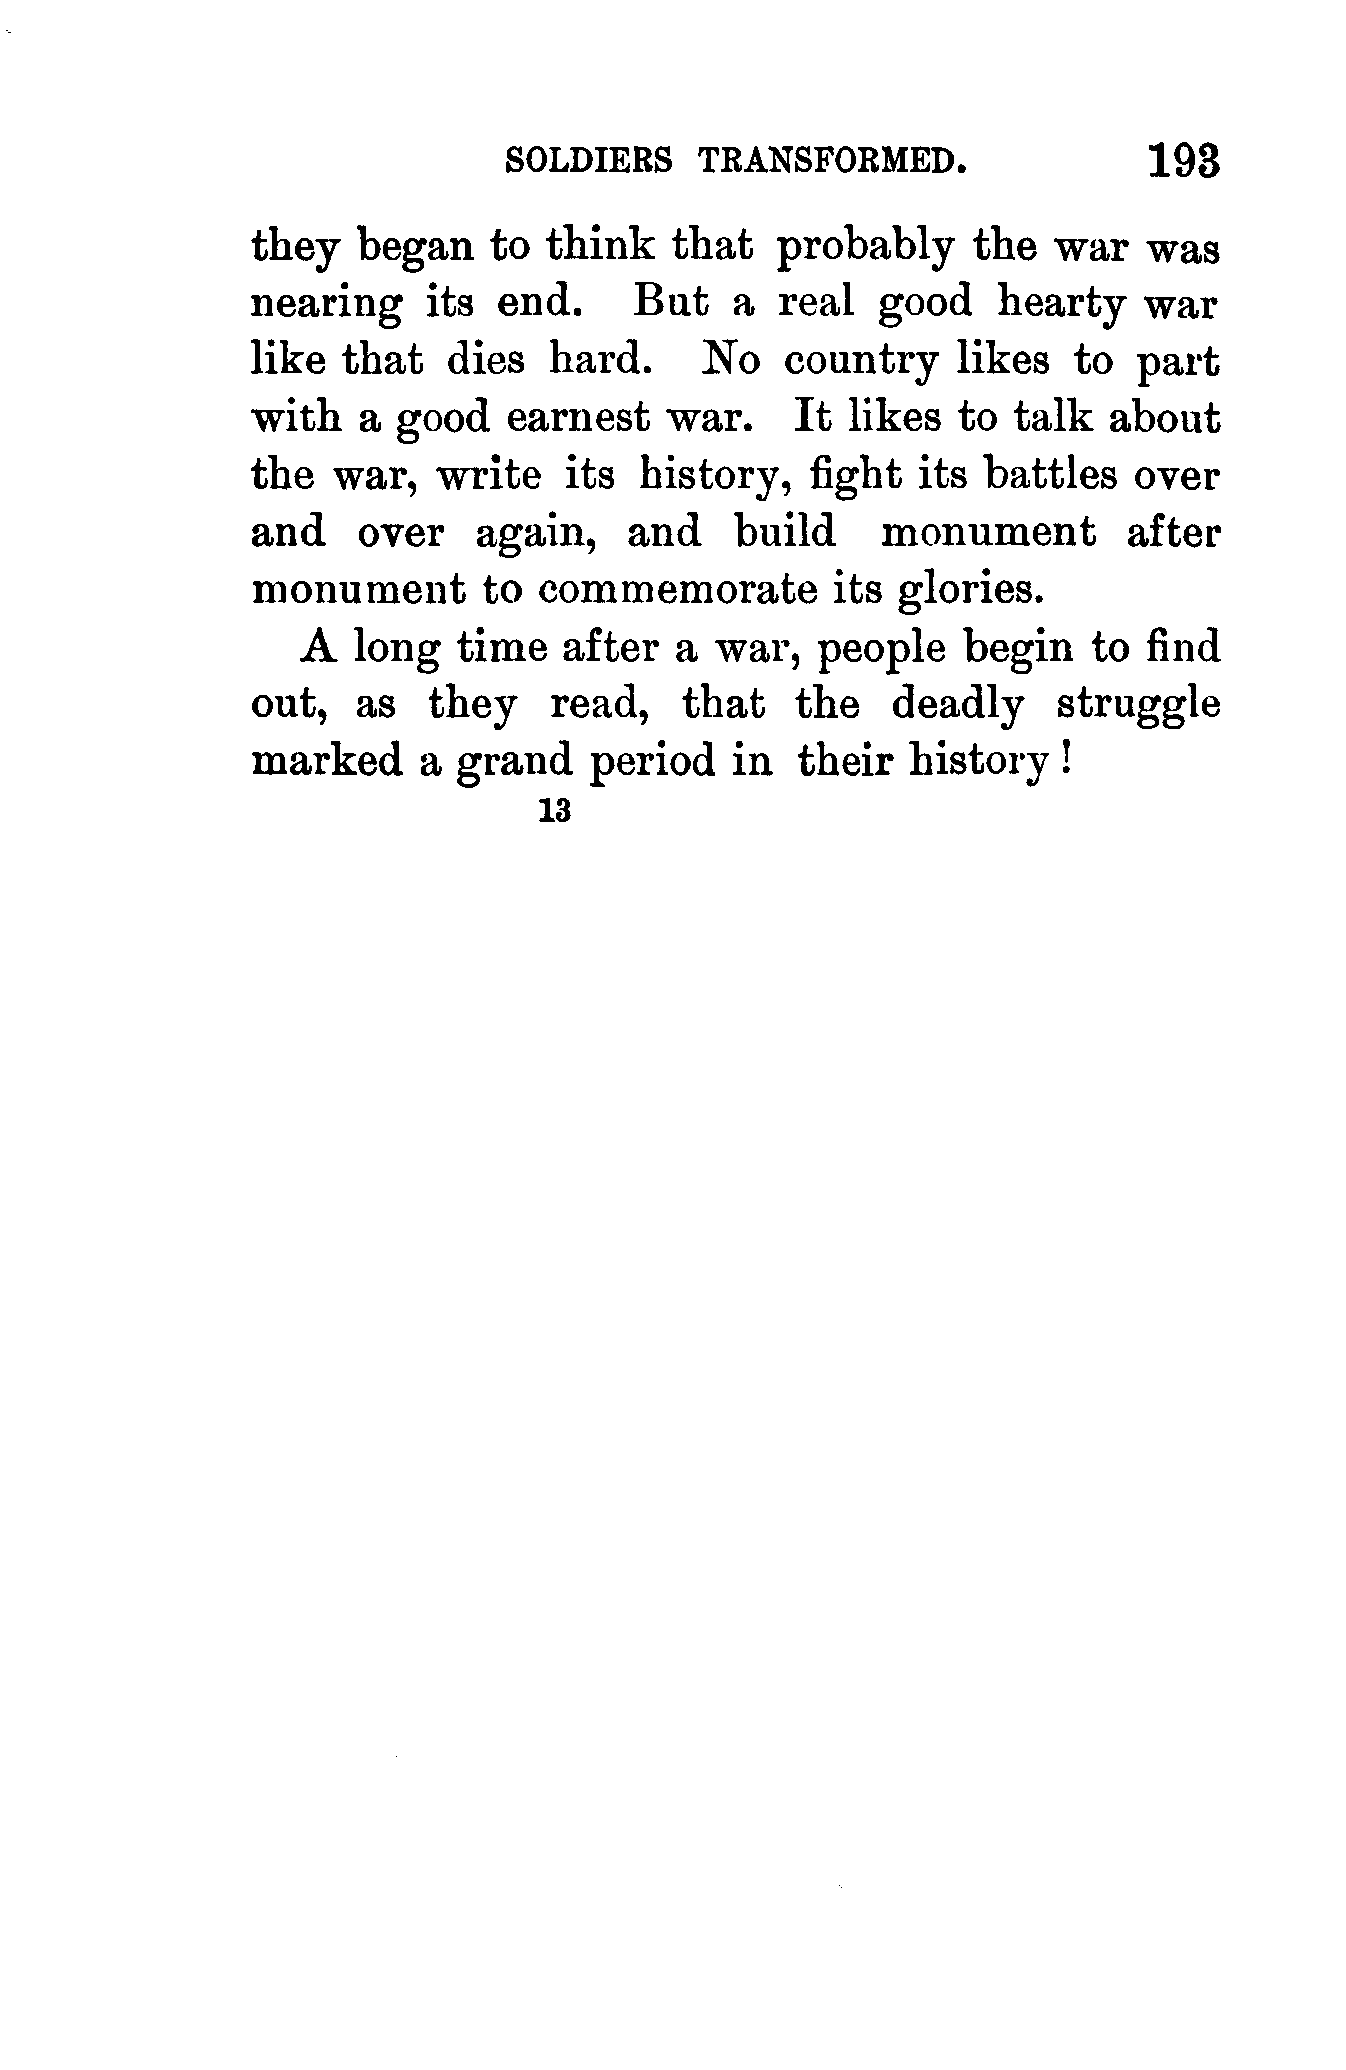 SOLDIERS TRANSFORMED. 193
they began to think that probably the war was
nearing its end. But a real good hearty war
like that dies hard. No country likes to part
with a good earnest war. It likes to talk about
the war, write its history, fight its battles over
and over again, and build monument after
monument to commemorate its glories.
A long time after a war, people begin to find
out, as they read, that the deadly struggle
marked a grand period in their history !
13